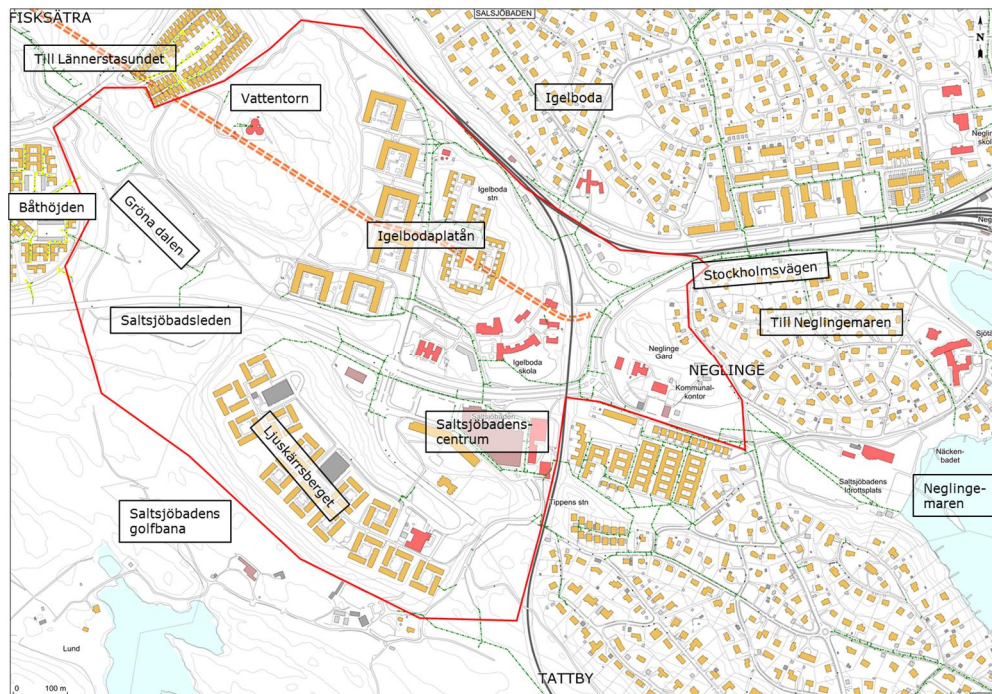 FISKSÄTRA
SALSJÖBADEN
N
Till Lännerstasundet
Vattentorn
Igelboda
Båthöjden
Gröna dalen
Igelboda
stn
Igelbodaplatån
Stockholmsvägen
Saltsjöbadsleden
Till Neglingemaren
Igelboda
skola
Neglinge
Gård
NEGLINGE
Kommunal-
kontor
Ljuskärrsberget
Saltsjöbadens-
centrum
Näcken-
badet
Saltsjöbadens
Idrottsplats
Neglinge-
maren
Saltsjöbadens
golfbana
Tippens stn
Lund
TATTBY
0 100 m